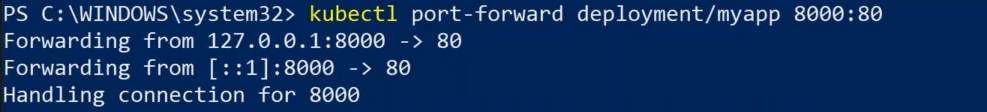 PS C:\WINDOWS\system32> kubectl port-forward deployment/myapp 8000:80
Forwarding from 127.0.0.1:8000 -> 80
Forwarding from [::1]:8000 -> 80
Handling connection for 8000